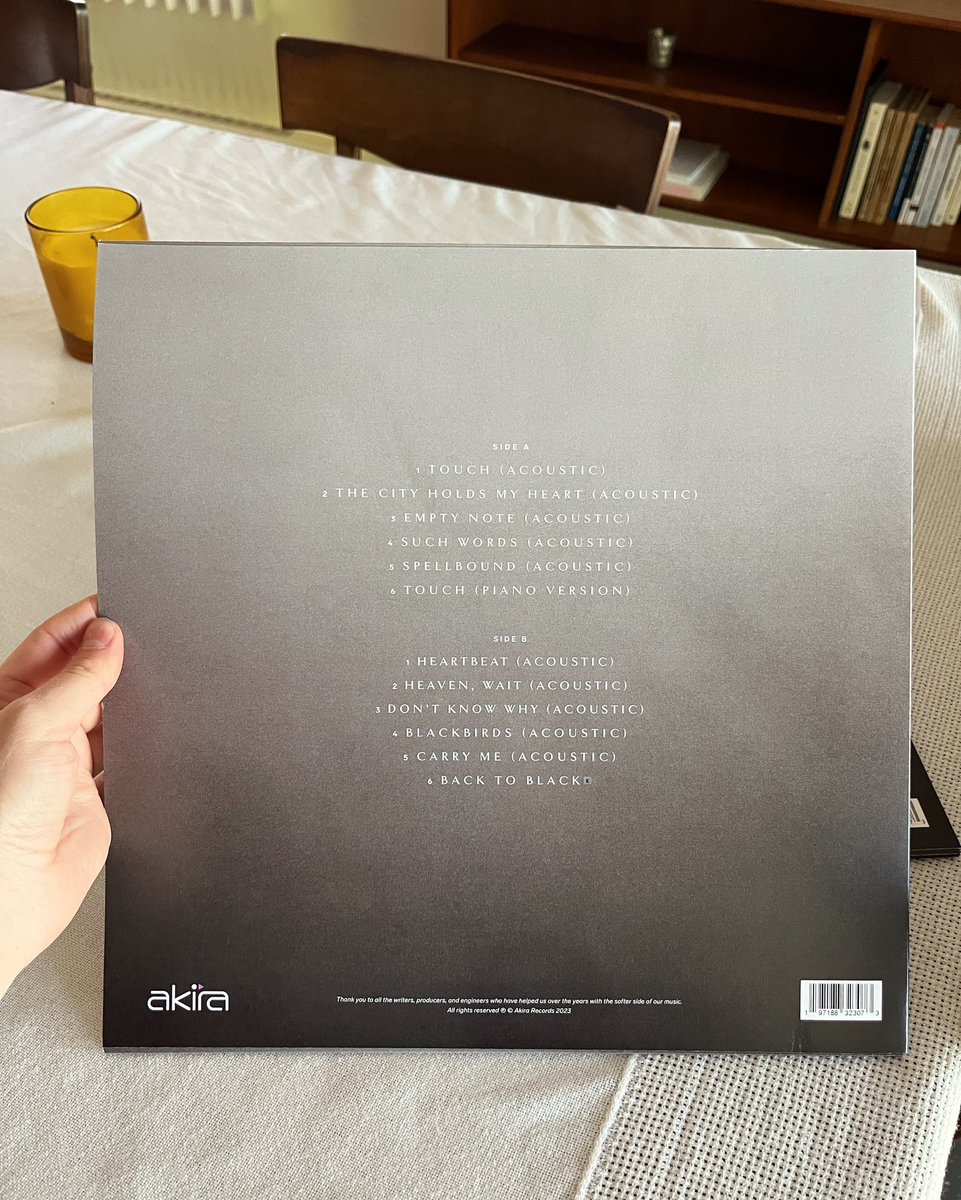 SIDE A
1 TOUCH (ACOUSTIC)
2 THE CITY HOLDS MY HEART (ACOUSTIC)
3 EMPTY NOTE (ACOUSTIC)
4 SUCH WORDS (ACOUSTIC)
5 SPELLBOUND (ACOUSTIC)
6 TOUCH (PIANO VERSION)
SIDE B
1 HEARTBEAT (ACOUSTIC)
2 HEAVEN, WAIT (ACOUSTIC)
3 DON'T KNOW WHY (ACOUSTIC)
4 BLACKBIRDS (ACOUSTIC)
5 CARRY ME (ACOUSTIC)
6 BACK TO BLACK
akira
Thank you to all the writers, producers, and engineers who have helped us over the years with the softer side of our music.
All rights reserved ℗ © Akira Records 2023
1 97188 32307 3